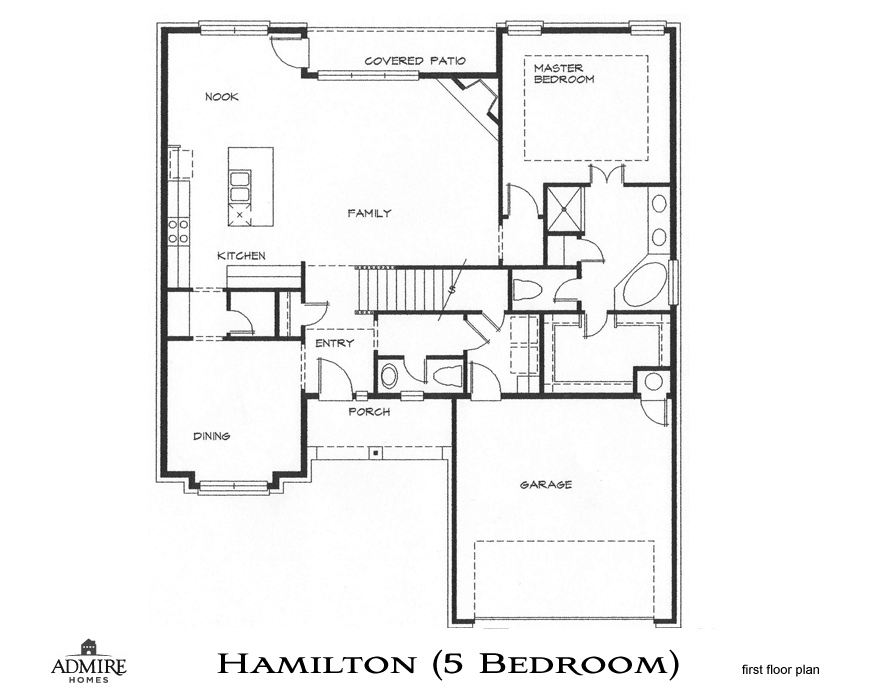 COVERED PATIO
MASTER
BEDROOM
NOOK
FAMILY
KITCHEN
ENTRY
PORCH
DINING
GARAGE
ADMIRE
HOMES
HAMILTON (5 BEDROOM)
first floor plan